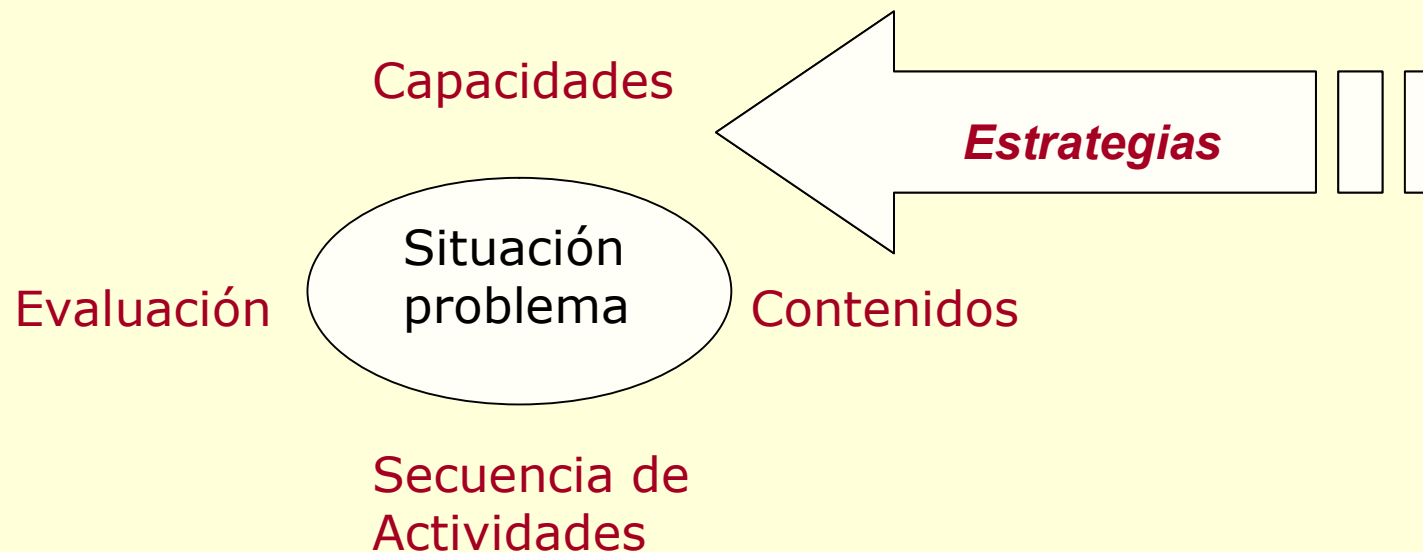 Capacidades
Estrategias
Situación
problema
Evaluación
Contenidos
Secuencia de
Actividades